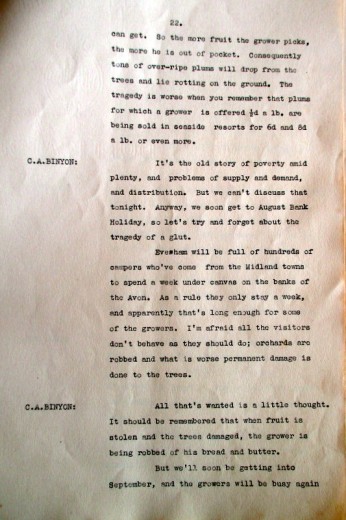 22.
can get. So the more fruit the grower picks,
the more he is out of pocket. Consequently
tons of over-ripe plums will drop from the
trees and lie rotting on the ground. The
tragedy is worse when you remember that plums
for which a grower is offered ½d a lb. are
being sold in seaside resorts for 6d and 8d
a lb. or even more.
C.A.BINYON: It's the old story of poverty amid
plenty, and problems of supply and demand,
and distribution. But we can't discuss that
tonight. Anyway, we soon get to August Bank
Holiday, so let's try and forget about the
tragedy of a glut.
Evesham will be full of hundreds of
campers who've come from the Midland towns
to spend a week under canvas on the banks of
the Avon. As a rule they only stay a week,
and apparently that's long enough for some
of the growers. I'm afraid all the visitors
don't behave as they should do; orchards are
robbed and what is worse permanent damage is
done to the trees.
C.A.BINYON: All that's wanted is a little thought.
It should be remembered that when fruit is
stolen and the trees damaged, the grower is
being robbed of his bread and butter.
But we'll soon be getting into
September, and the growers will be busy again